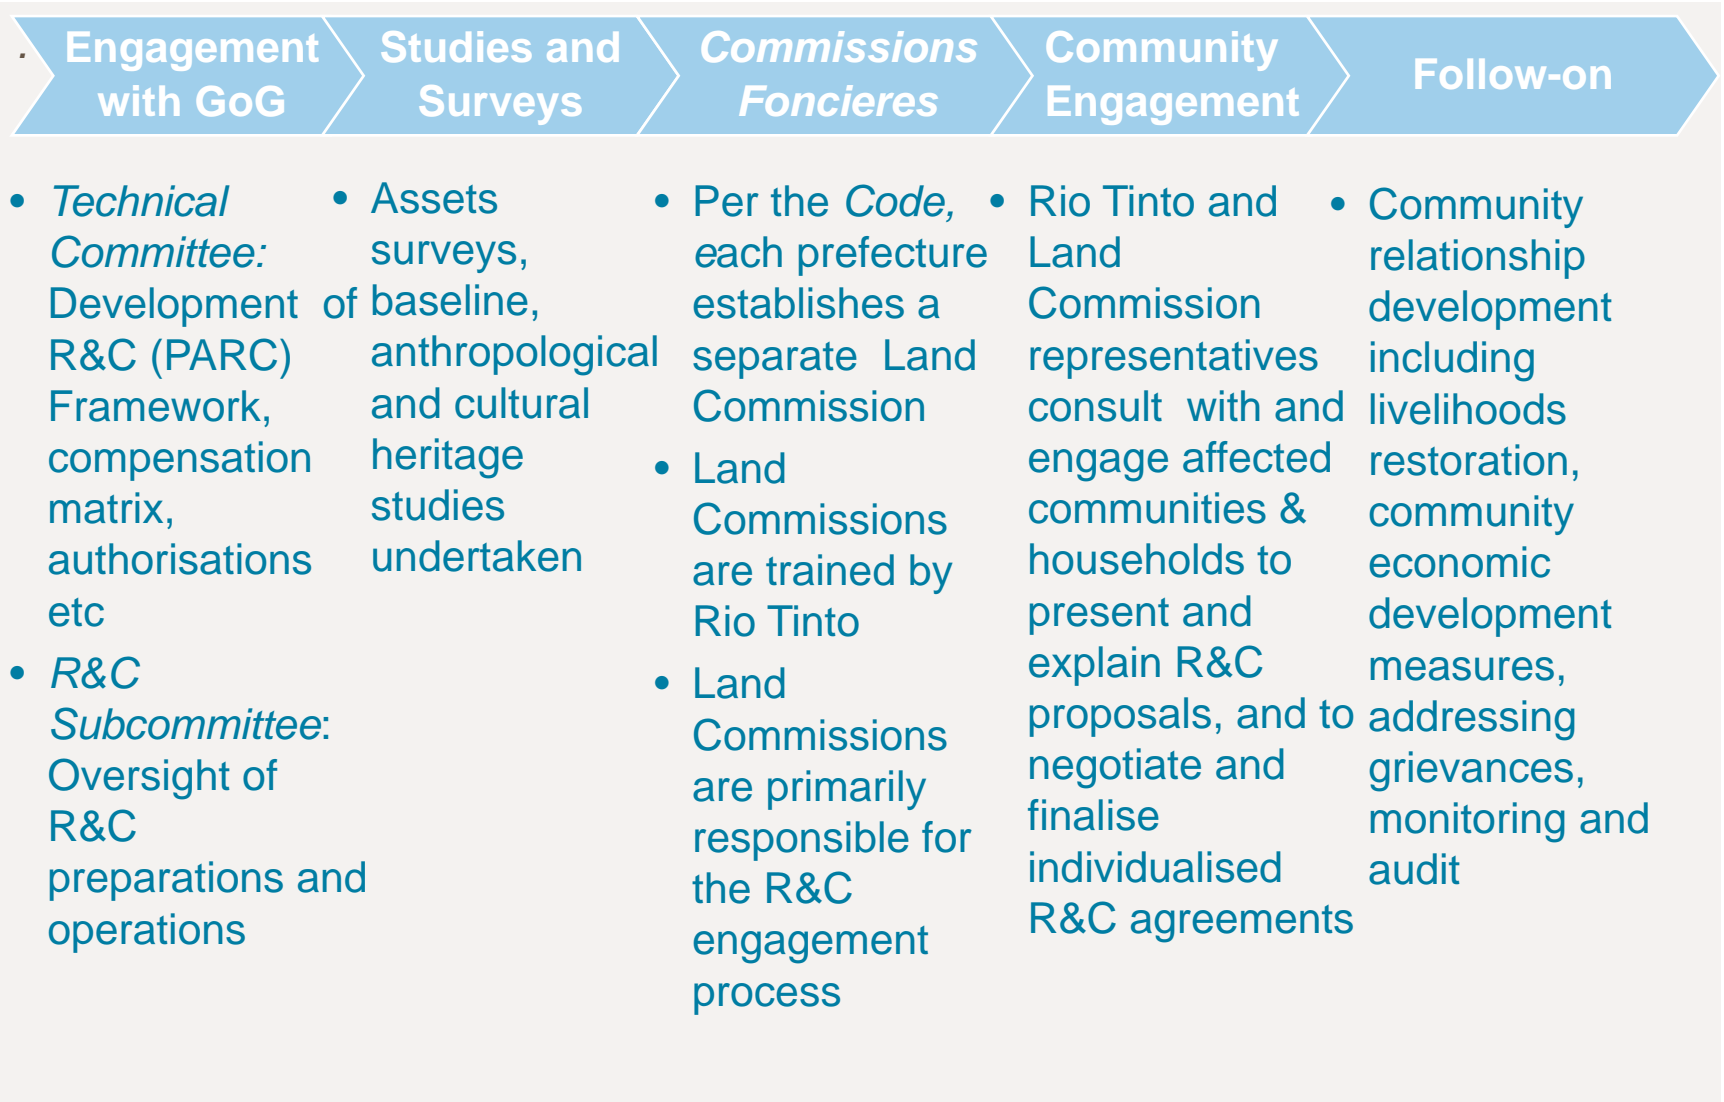 .
Engagement
with GoG
Studies and
Surveys
Commissions
Foncieres
Community
Engagement
Follow-on
• Technical
Committee:
Development of
R&C (PARC)
Framework,
compensation
matrix,
authorisations
etc
• R&C
Subcommittee:
Oversight of
R&C
preparations and
operations
• Assets
surveys,
baseline,
anthropological
and cultural
heritage
studies
undertaken
• Per the Code,
each prefecture
establishes a
separate Land
Commission
• Land
Commissions
are trained by
Rio Tinto
• Land
Commissions
are primarily
responsible for
the R&C
engagement
process
• Rio Tinto and
Land
Commission
representatives
consult with and
engage affected
communities &
households to
present and
explain R&C
proposals, and to
negotiate and
finalise
individualised
R&C agreements
• Community
relationship
development
including
livelihoods
restoration,
community
economic
development
measures,
addressing
grievances,
monitoring and
audit